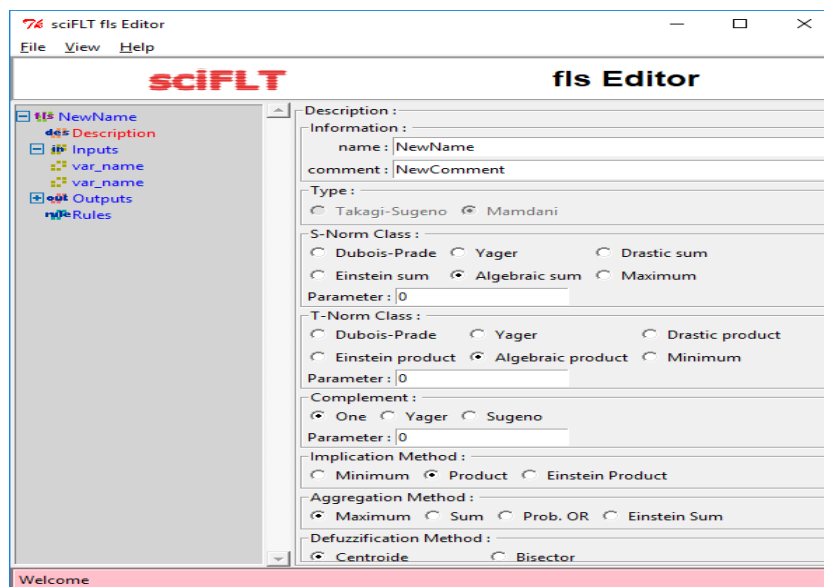 sciFLT fls Editor
File View Help
sciFLT fls Editor
fls NewName
des Description
in Inputs
var_name
var_name
out Outputs
rule Rules
Description :
Information :
name : NewName
comment : NewComment
Type :
Takagi-Sugeno Mamdani
S-Norm Class :
Dubois-Prade Yager Drastic sum
Einstein sum Algebraic sum Maximum
Parameter : 0
T-Norm Class :
Dubois-Prade Yager Drastic product
Einstein product Algebraic product Minimum
Parameter : 0
Complement :
One Yager Sugeno
Parameter : 0
Implication Method :
Minimum Product Einstein Product
Aggregation Method :
Maximum Sum Prob. OR Einstein Sum
Defuzzification Method :
Centroide Bisector
Welcome